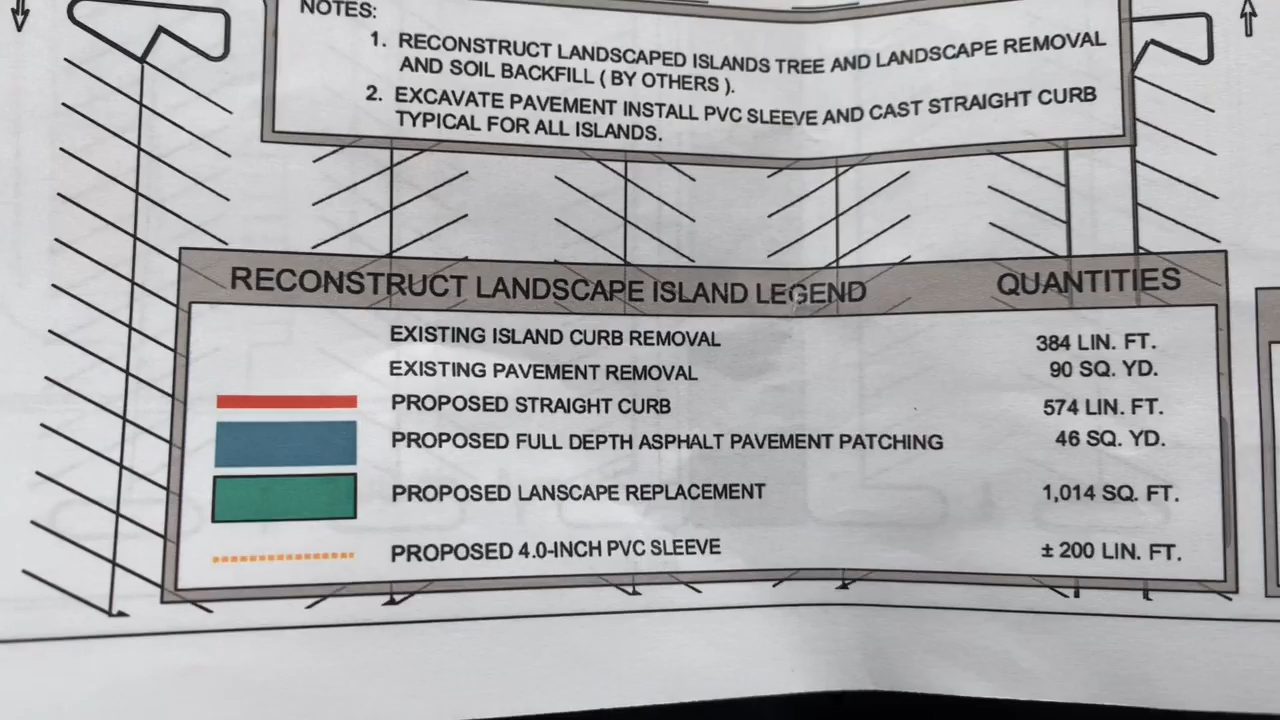 NOTES:
1. RECONSTRUCT LANDSCAPED ISLANDS TREE AND LANDSCAPE REMOVAL
AND SOIL BACKFILL ( BY OTHERS ).
2. EXCAVATE PAVEMENT INSTALL PVC SLEEVE AND CAST STRAIGHT CURB
TYPICAL FOR ALL ISLANDS.
RECONSTRUCT LANDSCAPE ISLAND LEGEND QUANTITIES
EXISTING ISLAND CURB REMOVAL 384 LIN. FT.
EXISTING PAVEMENT REMOVAL 90 SQ. YD.
PROPOSED STRAIGHT CURB 574 LIN. FT.
PROPOSED FULL DEPTH ASPHALT PAVEMENT PATCHING 46 SQ. YD.
PROPOSED LANSCAPE REPLACEMENT 1,014 SQ. FT.
PROPOSED 4.0-INCH PVC SLEEVE ± 200 LIN. FT.